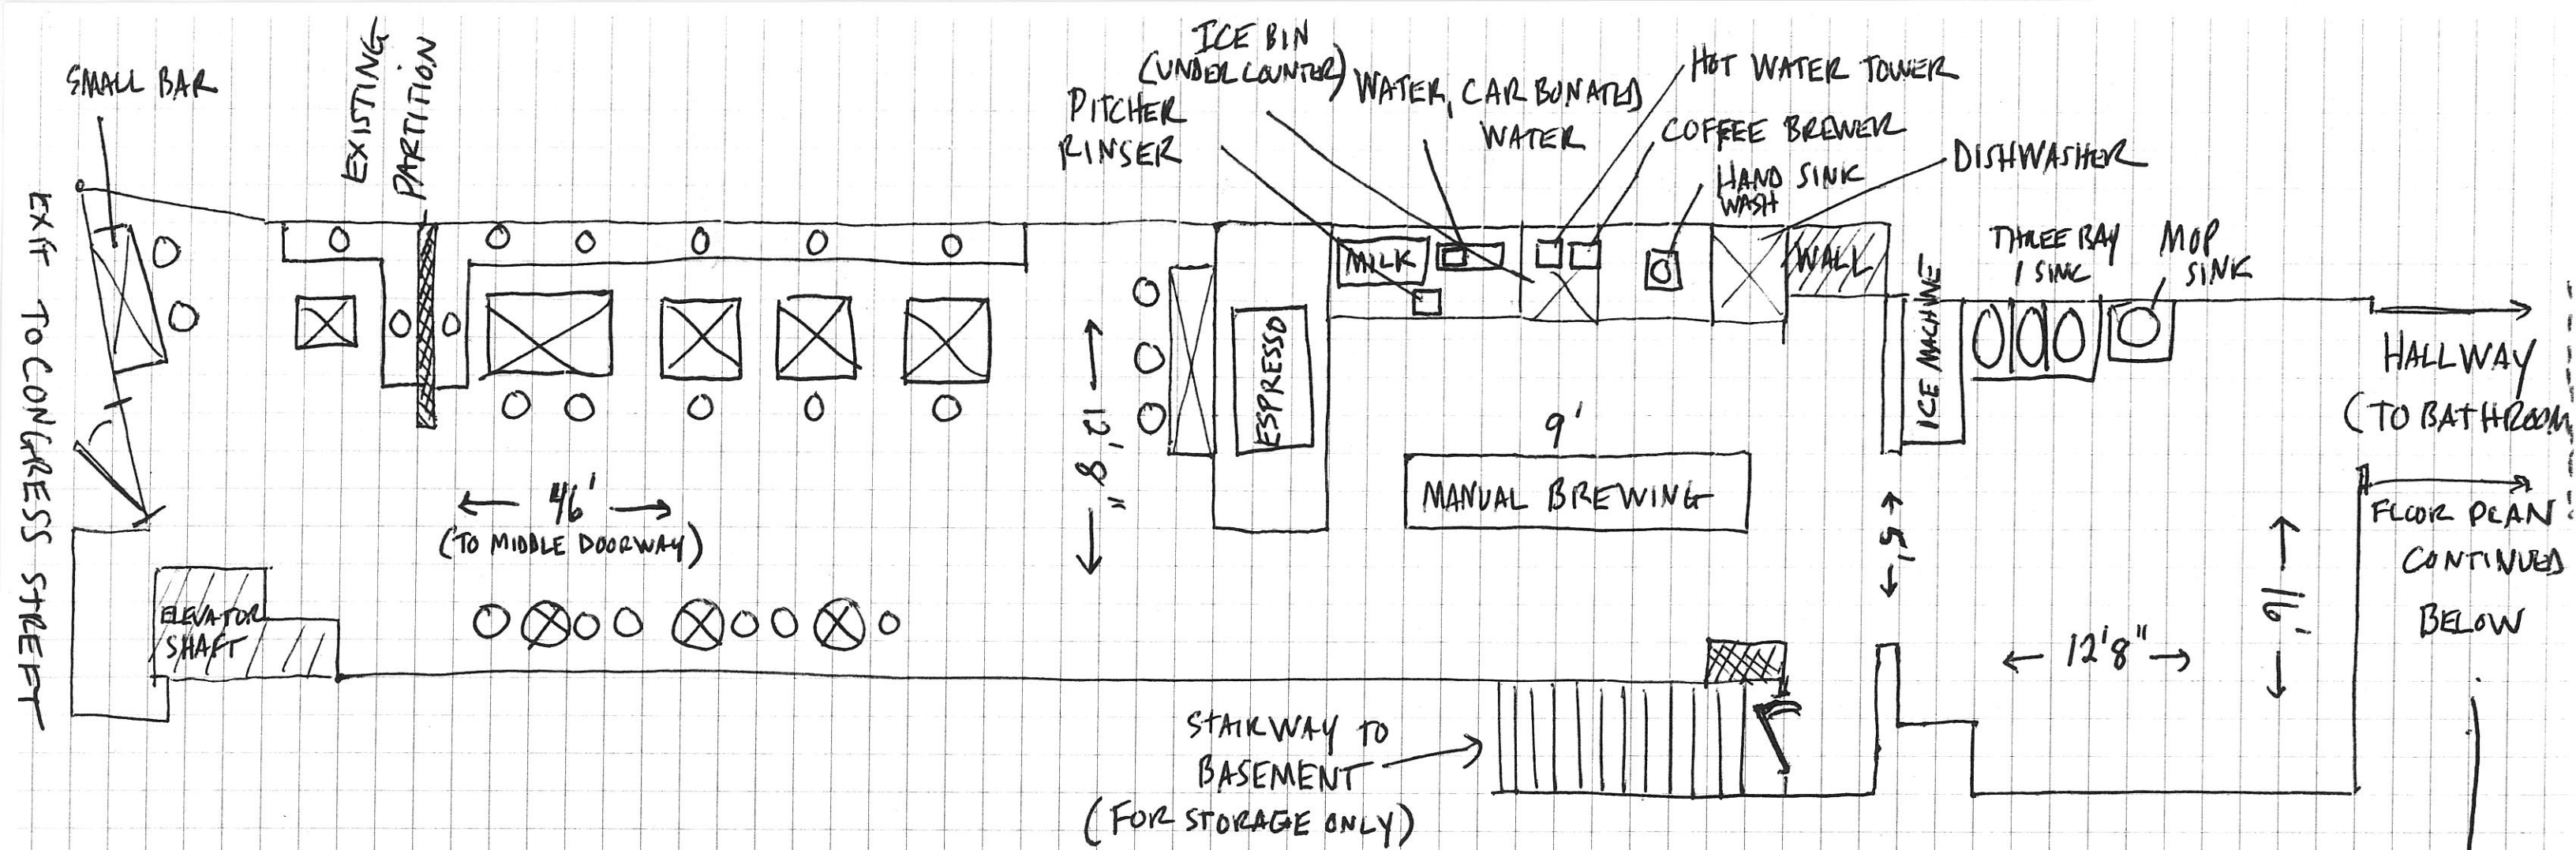 SMALL BAR
EXISTING
PARTITION
ICE BIN
(UNDER COUNTER)
PITCHER
RINSER
WATER, CARBONATED
WATER
HOT WATER TOWER
COFFEE BREWER
HAND SINK
WASH
DISHWASHER
EXIT TO CONGRESS STREET
MILK
WALL
ICE MACHINE
THREE BAY
SINK
MOP
SINK
HALLWAY
(TO BATHROOM
ESPRESSO
12'8"
9'
MANUAL BREWING
46'
(TO MIDDLE DOORWAY)
5'
FLOOR PLAN
CONTINUED
BELOW
ELEVATOR
SHAFT
12'8"
16'
STAIRWAY TO
BASEMENT
(FOR STORAGE ONLY)